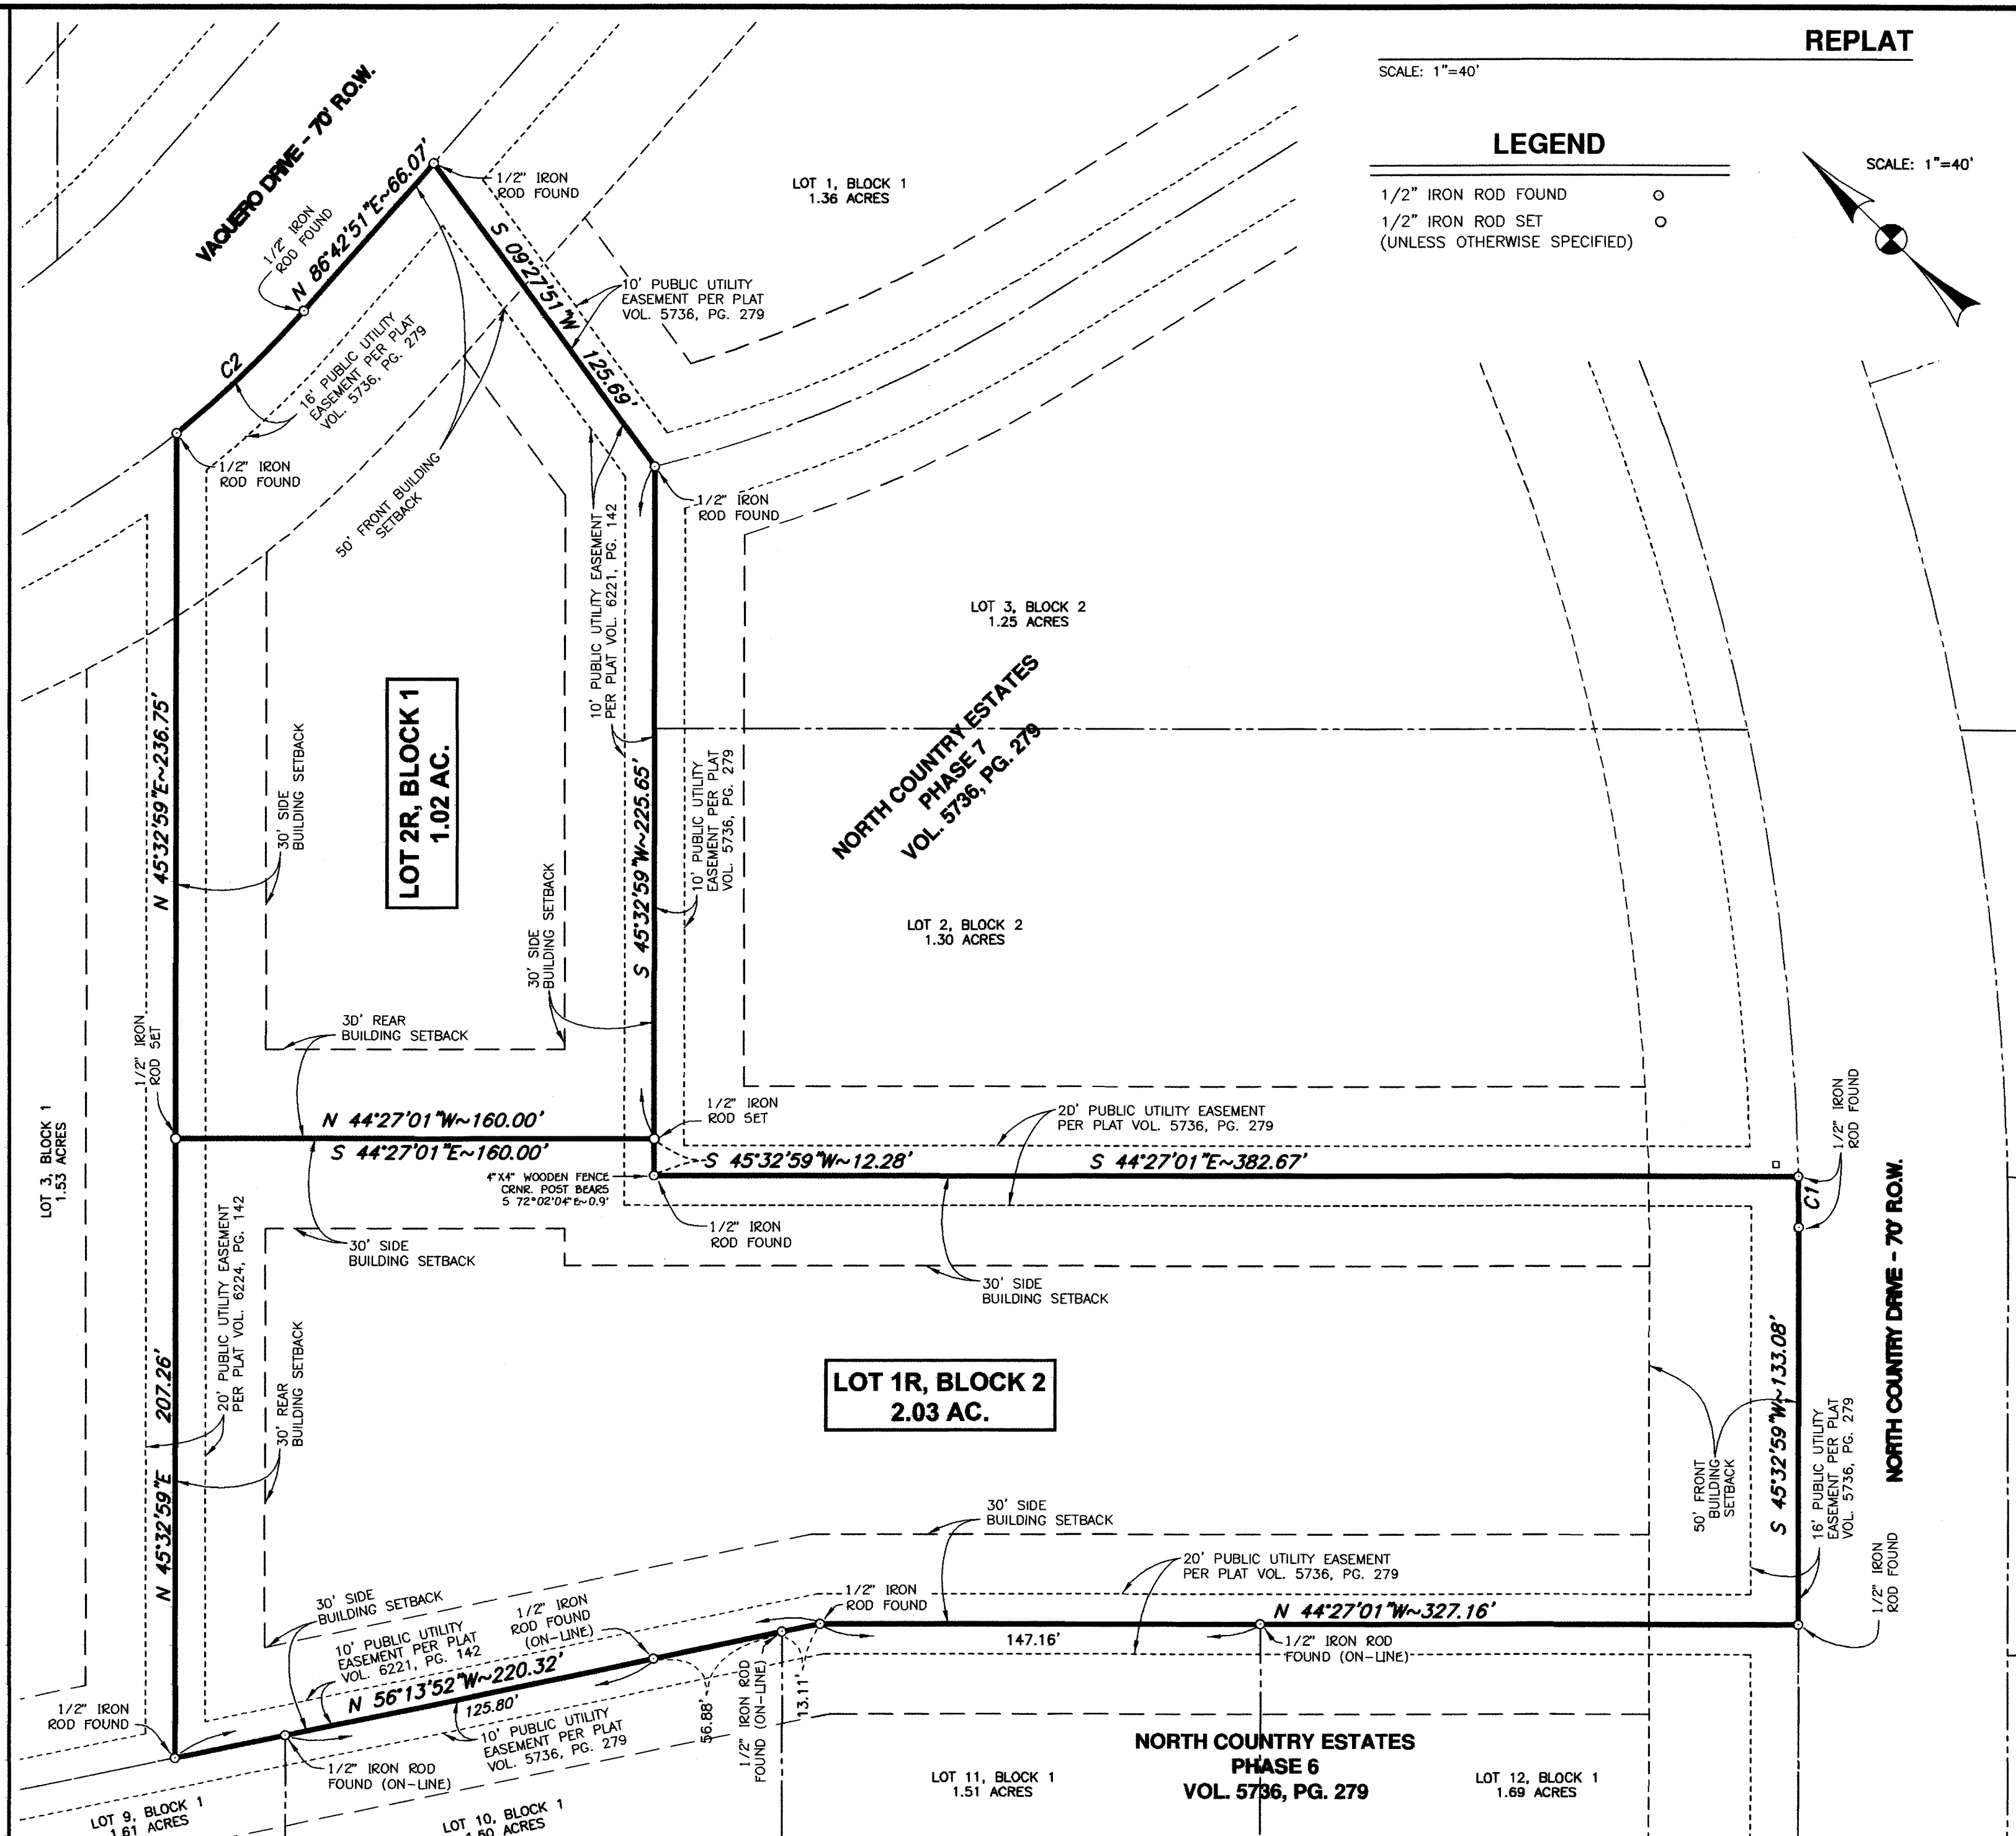 REPLAT
SCALE: 1"=40'
LEGEND
1/2" IRON ROD FOUND
1/2" IRON ROD SET
(UNLESS OTHERWISE SPECIFIED)
SCALE: 1"=40'
VAQUERO DRIVE - 70' R.O.W.
1/2" IRON
ROD FOUND
N 86°42'51"E~66.07'
1/2" IRON
ROD FOUND
LOT 1, BLOCK 1
1.36 ACRES
S 09°27'51"W 125.69'
10' PUBLIC UTILITY
EASEMENT PER PLAT
VOL. 5736, PG. 279
C2
16' PUBLIC UTILITY
EASEMENT PER PLAT
VOL. 5736, PG. 279
1/2" IRON
ROD FOUND
50' FRONT BUILDING
SETBACK
1/2" IRON
ROD FOUND
10' PUBLIC UTILITY EASEMENT
PER PLAT VOL. 6221, PG. 142
LOT 3, BLOCK 2
1.25 ACRES
NORTH COUNTRY ESTATES
PHASE 7
VOL. 5736, PG. 279
N 45°32'59"E~236.75'
30' SIDE
BUILDING SETBACK
LOT 2R, BLOCK 1
1.02 AC.
S 45°32'59"W~225.65'
10' PUBLIC UTILITY
EASEMENT PER PLAT
VOL. 5736, PG. 279
30' SIDE
BUILDING SETBACK
LOT 2, BLOCK 2
1.30 ACRES
3D' REAR
BUILDING SETBACK
1/2" IRON
ROD SET
N 44°27'01"W~160.00'
S 44°27'01"E~160.00'
1/2" IRON
ROD SET
2D' PUBLIC UTILITY EASEMENT
PER PLAT VOL. 5736, PG. 279
1/2" IRON
ROD FOUND
LOT 3, BLOCK 1
1.53 ACRES
S 45°32'59"W~12.28'
S 44°27'01"E~382.67'
4"X4" WOODEN FENCE
CRNR. POST BEARS
S 72°02'04"E~0.9'
C1
1/2" IRON
ROD FOUND
30' SIDE
BUILDING SETBACK
30' SIDE
BUILDING SETBACK
20' PUBLIC UTILITY EASEMENT
PER PLAT VOL. 6224, PG. 142
N 45°32'59"E 207.26'
30' REAR
BUILDING SETBACK
LOT 1R, BLOCK 2
2.03 AC.
50' FRONT
BUILDING
SETBACK
S 45°32'59"W~133.08'
16' PUBLIC UTILITY
EASEMENT PER PLAT
VOL. 5736, PG. 279
NORTH COUNTRY DRIVE - 70' R.O.W.
1/2" IRON
ROD FOUND
30' SIDE
BUILDING SETBACK
20' PUBLIC UTILITY EASEMENT
PER PLAT VOL. 5736, PG. 279
30' SIDE
BUILDING SETBACK
10' PUBLIC UTILITY
EASEMENT PER PLAT
VOL. 6221, PG. 142
1/2" IRON
ROD FOUND
(ON-LINE)
1/2" IRON
ROD FOUND
N 44°27'01"W~327.16'
147.16'
1/2" IRON ROD
FOUND (ON-LINE)
N 56°13'52"W~220.32'
125.80'
56.88'
1/2" IRON ROD
FOUND (ON-LINE)
13.11'
1/2" IRON
ROD FOUND
10' PUBLIC UTILITY
EASEMENT PER PLAT
VOL. 5736, PG. 279
1/2" IRON ROD
FOUND (ON-LINE)
NORTH COUNTRY ESTATES
PHASE 6
VOL. 5736, PG. 279
LOT 9, BLOCK 1
1.61 ACRES
LOT 10, BLOCK 1
1.50 ACRES
LOT 11, BLOCK 1
1.51 ACRES
LOT 12, BLOCK 1
1.69 ACRES